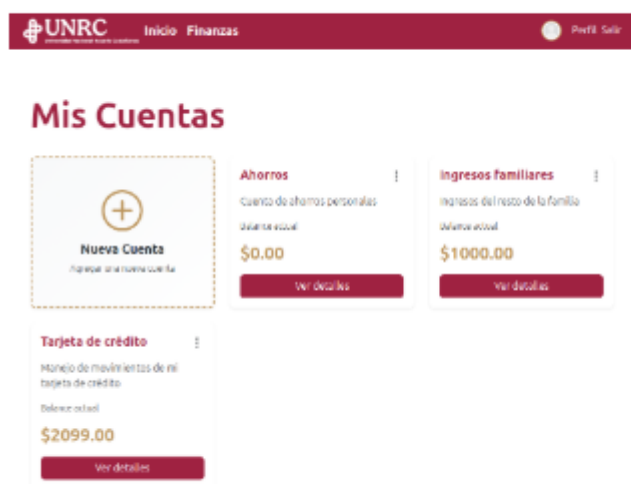 UNRC
Inicio Finanzas
Perfil Salir
Mis Cuentas
Nueva Cuenta
Agregar una nueva cuenta
Ahorros
Cuenta de ahorros personales
Balance actual
$0.00
Ver detalles
Ingresos familiares
Ingresos del resto de la familia
Balance actual
$1000.00
Ver detalles
Tarjeta de crédito
Manejo de movimientos de mi
tarjeta de crédito
Balance actual
$2099.00
Ver detalles